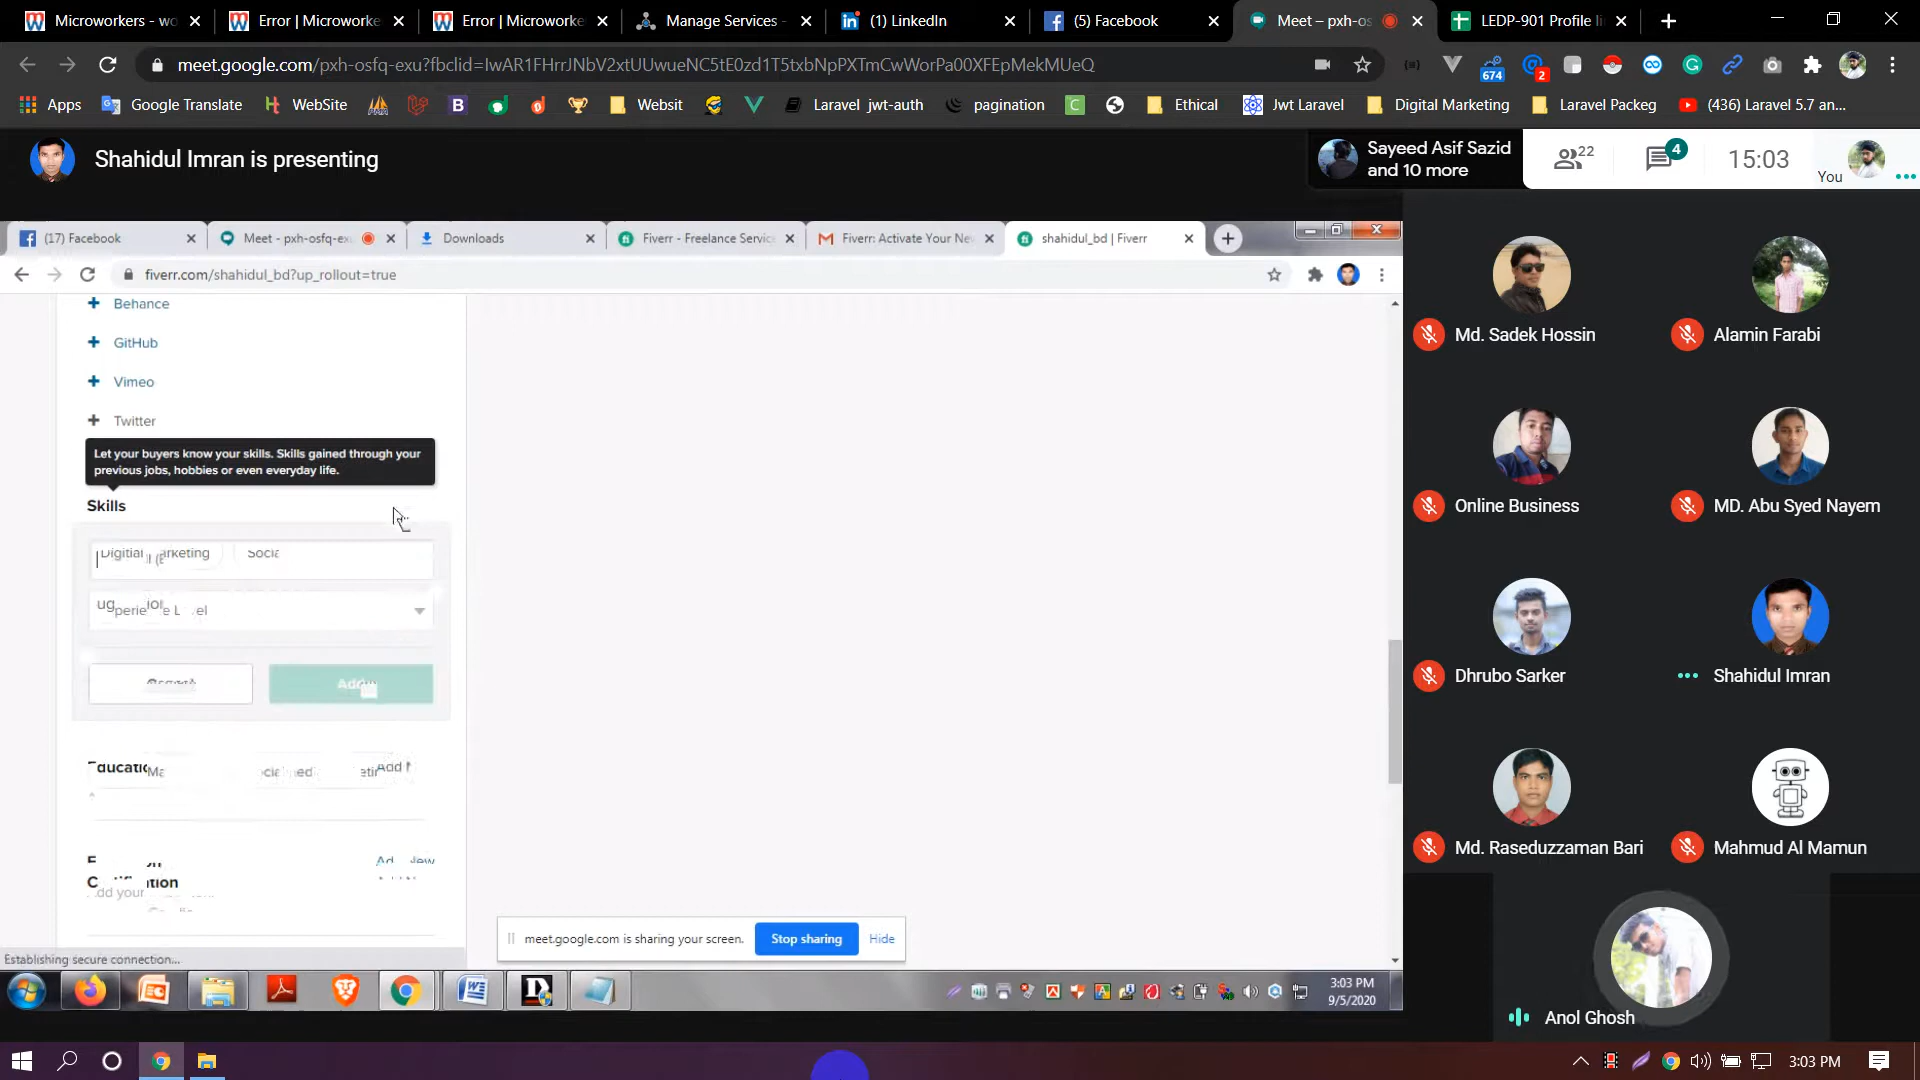 Microworkers - wo
Error | Microworke
Error | Microworke
Manage Services -
(1) LinkedIn
(5) Facebook
Meet – pxh-os
LEDP-901 Profile li
meet.google.com/pxh-osfq-exu?fbclid=IwAR1FHrrJNbV2xtUUwueNC5tE0zd1T5txbNpPXTmCwWorPa00XFEpMekMUeQ
674
2
Apps
Google Translate
WebSite
Websit
Laravel jwt-auth
pagination
Ethical
Jwt Laravel
Digital Marketing
Laravel Packeg
(436) Laravel 5.7 an...
Shahidul Imran is presenting
Sayeed Asif Sazid
and 10 more
22
4
15:03
You
(17) Facebook
Meet - pxh-osfq-ex
Downloads
Fiverr - Freelance Servic
Fiverr: Activate Your Ne
shahidul_bd | Fiverr
fiverr.com/shahidul_bd?up_rollout=true
Behance
GitHub
Vimeo
Twitter
Let your buyers know your skills. Skills gained through your
previous jobs, hobbies or even everyday life.
Skills
Add
meet.google.com is sharing your screen.
Stop sharing
Hide
Establishing secure connection...
3:03 PM
9/5/2020
Md. Sadek Hossin
Alamin Farabi
Online Business
MD. Abu Syed Nayem
Dhrubo Sarker
Shahidul Imran
Md. Raseduzzaman Bari
Mahmud Al Mamun
Anol Ghosh
3:03 PM